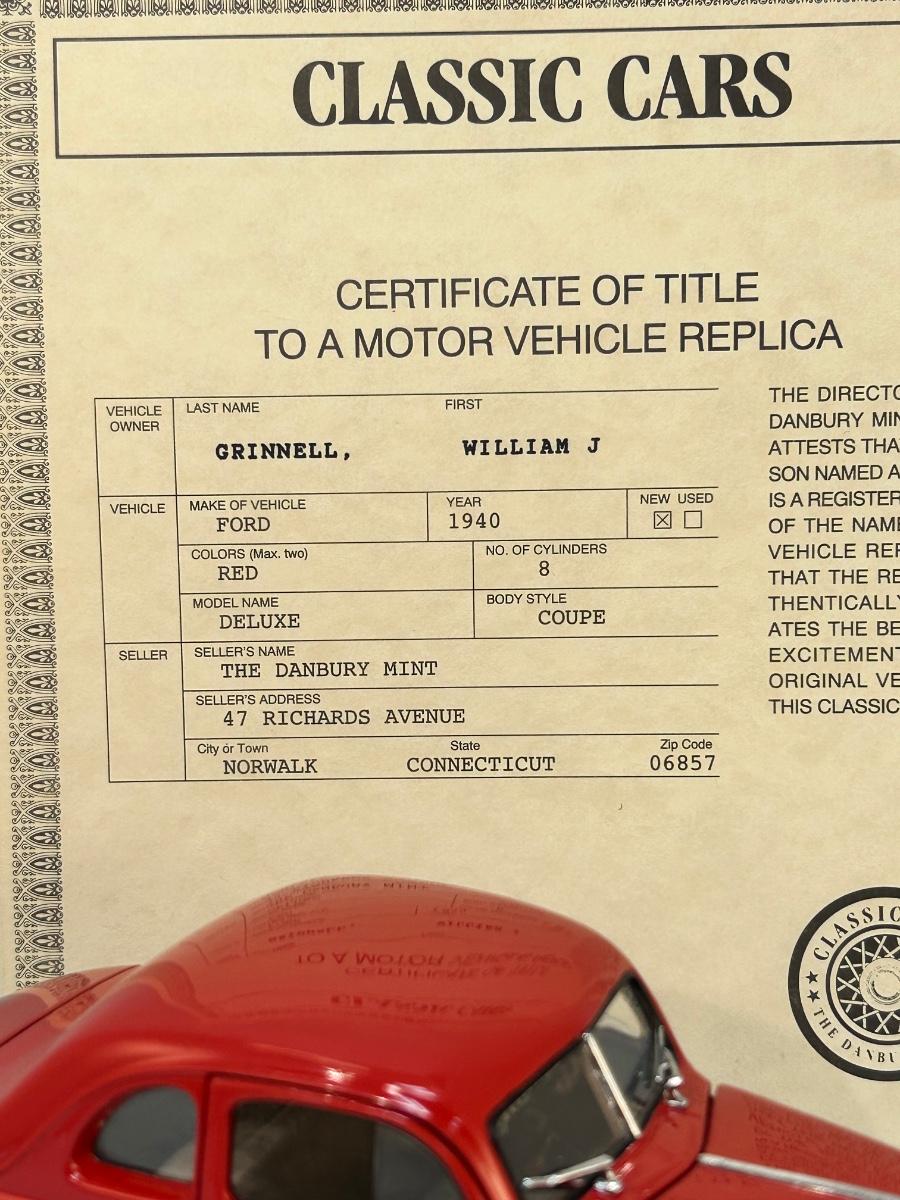 CLASSIC CARS
CERTIFICATE OF TITLE
TO A MOTOR VEHICLE REPLICA
VEHICLE OWNER
LAST NAME FIRST
GRINNELL, WILLIAM J
VEHICLE
MAKE OF VEHICLE YEAR NEW USED
FORD 1940 ☒ ☐
COLORS (Max. two) NO. OF CYLINDERS
RED 8
MODEL NAME BODY STYLE
DELUXE COUPE
SELLER
SELLER'S NAME
THE DANBURY MINT
SELLER'S ADDRESS
47 RICHARDS AVENUE
City or Town State Zip Code
NORWALK CONNECTICUT 06857
THE DIRECTO
DANBURY MIN
ATTESTS THA
SON NAMED A
IS A REGISTER
OF THE NAME
VEHICLE REP
THAT THE RE
THENTICALLY
ATES THE BE
EXCITEMENT
ORIGINAL VE
THIS CLASSIC
CLASSIC
THE DANBU